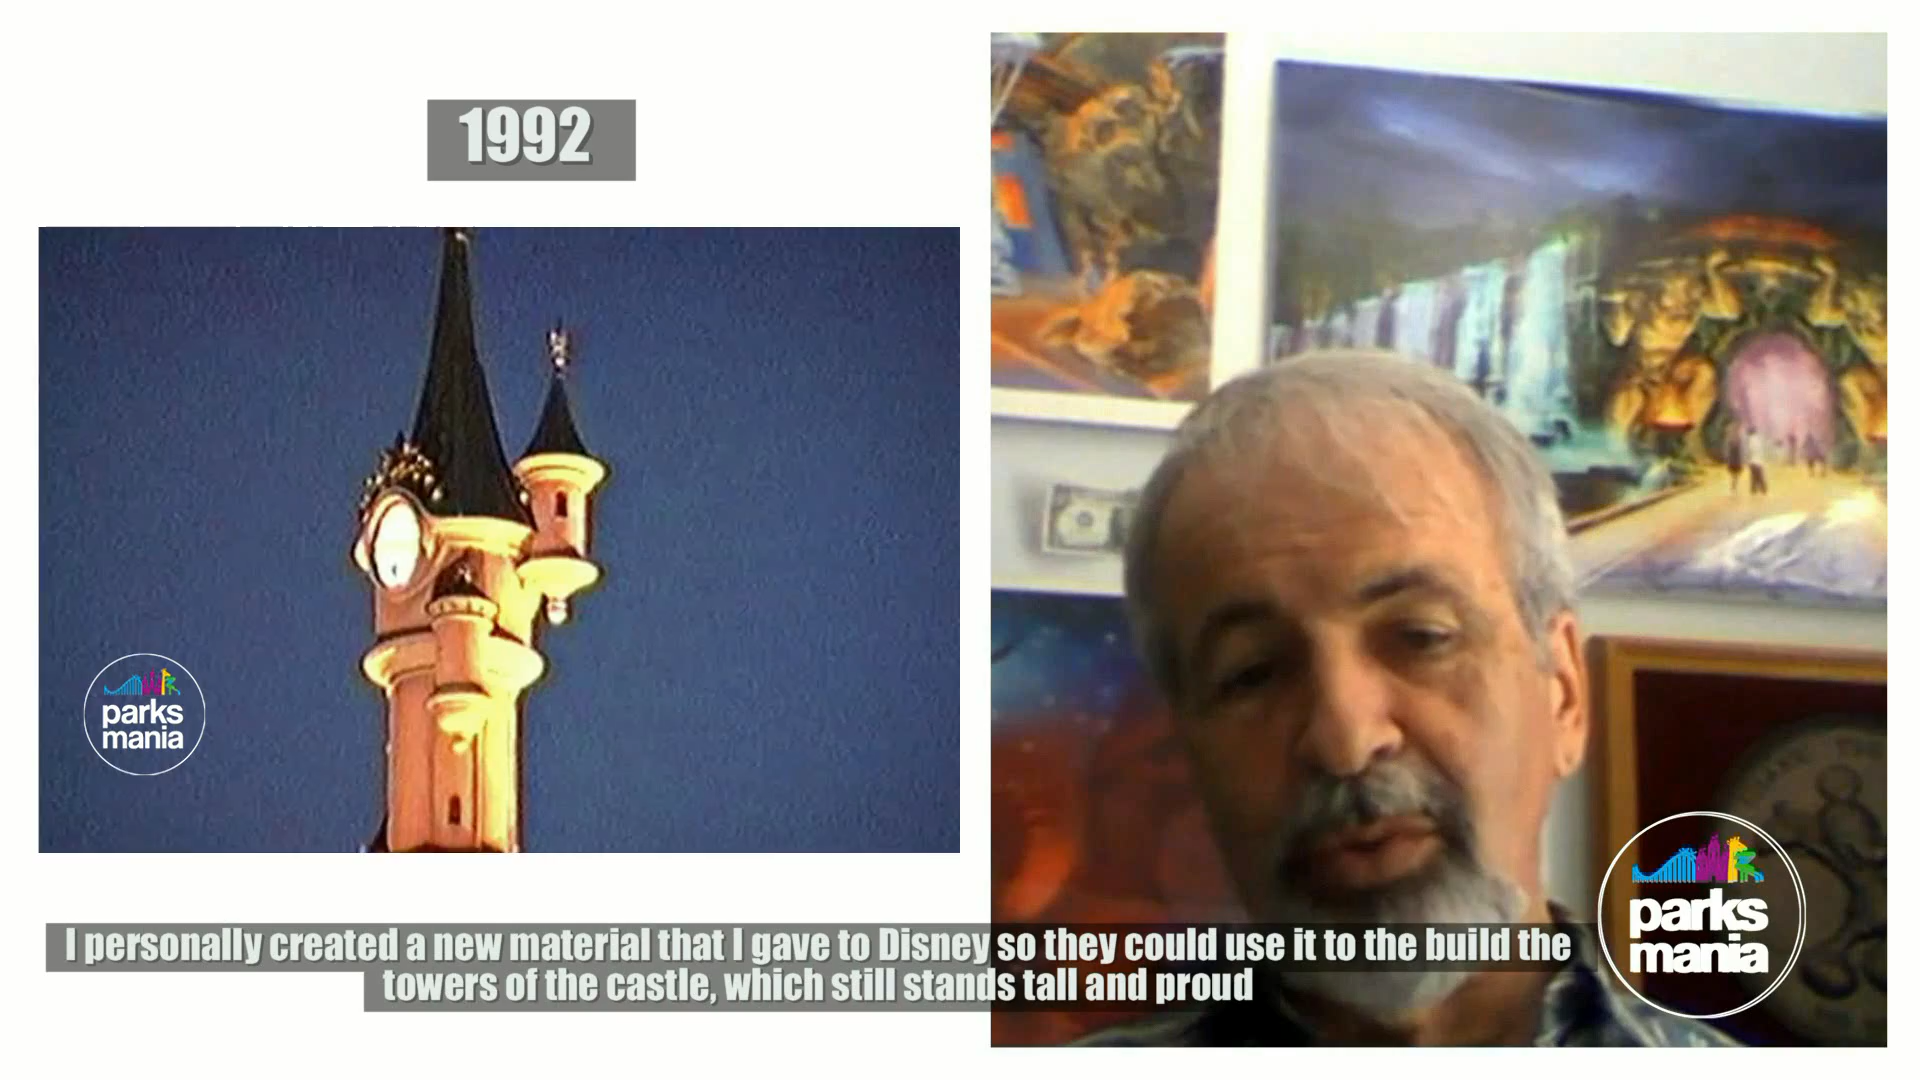 1992
parks
mania
I personally created a new material that I gave to Disney so they could use it to the build the
towers of the castle, which still stands tall and proud
parks
mania